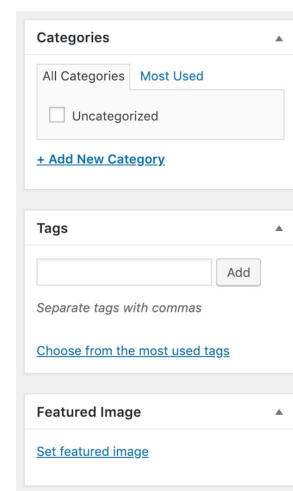 Categories
All Categories Most Used
Uncategorized
+ Add New Category
Tags
Add
Separate tags with commas
Choose from the most used tags
Featured Image
Set featured image